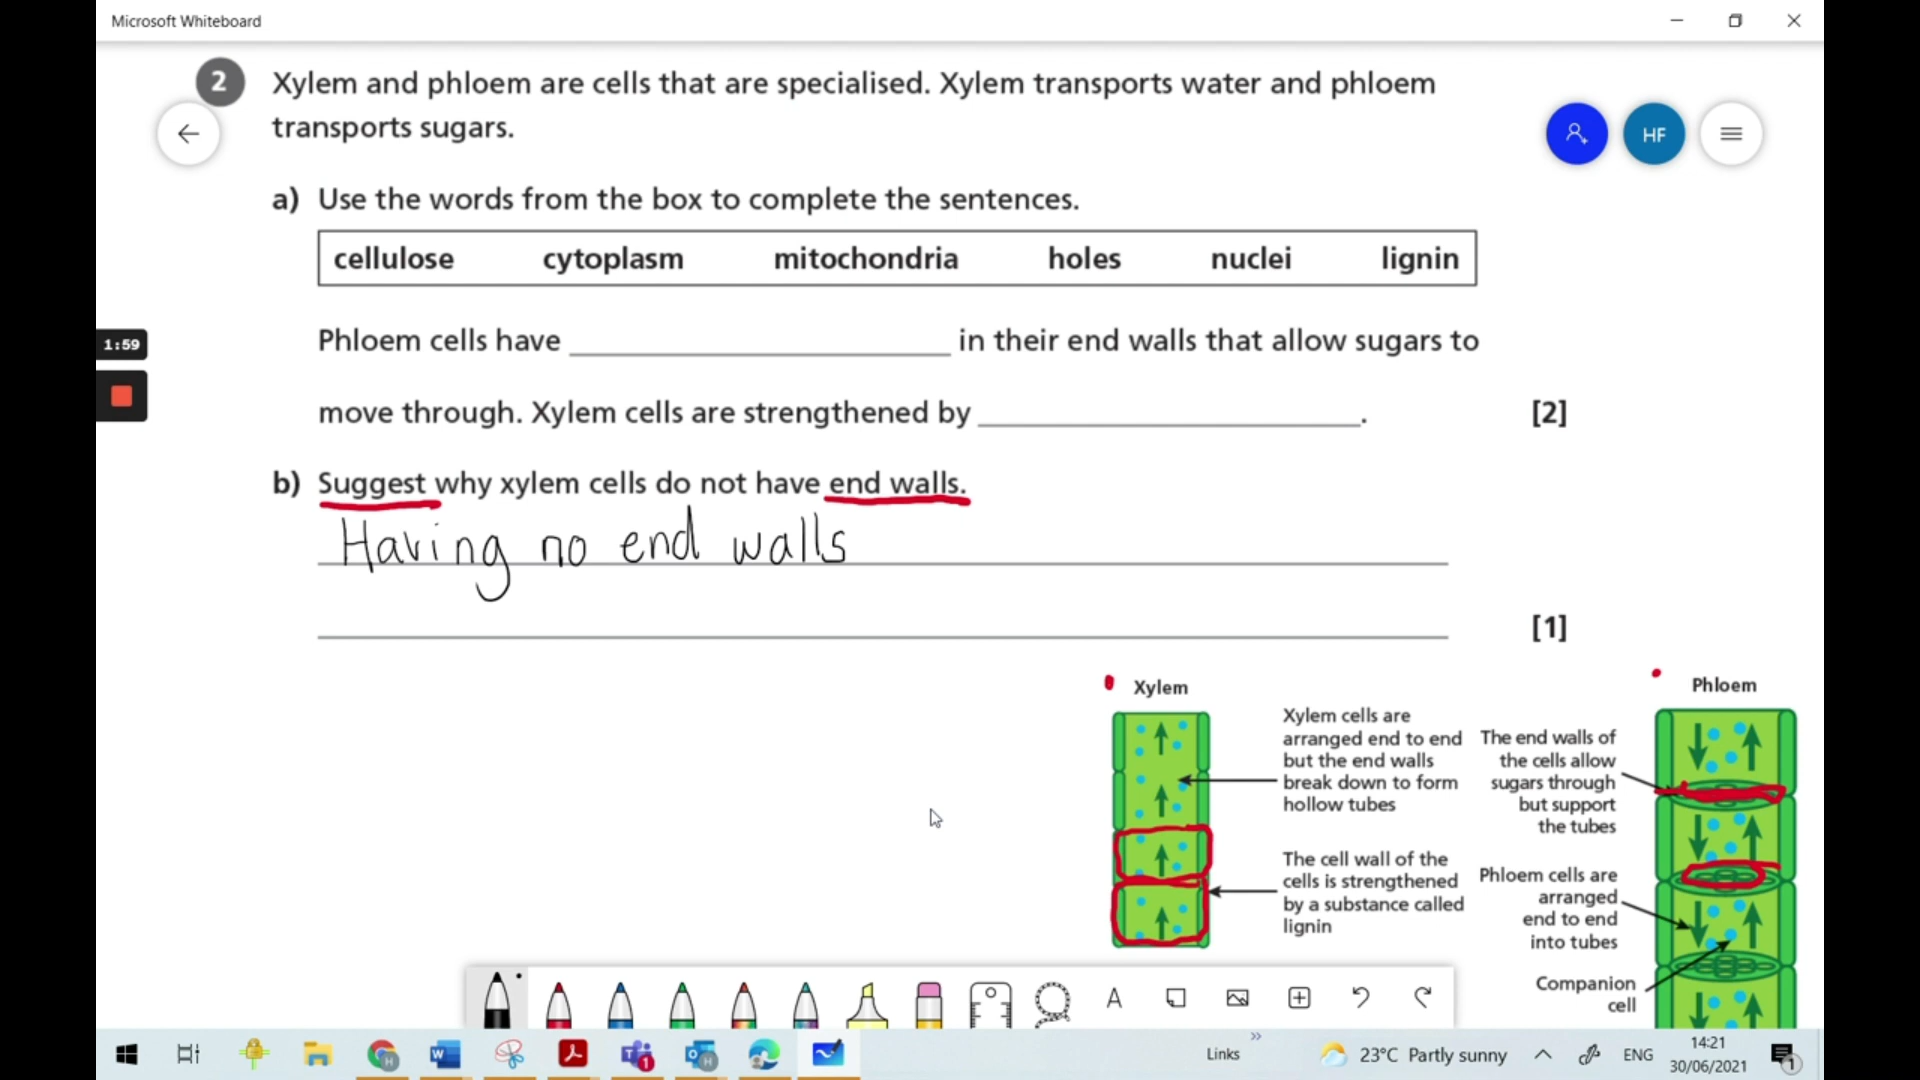 Microsoft Whiteboard
2 Xylem and phloem are cells that are specialised. Xylem transports water and phloem
transports sugars.
HF
a) Use the words from the box to complete the sentences.
cellulose cytoplasm mitochondria holes nuclei lignin
1:59
Phloem cells have ______ in their end walls that allow sugars to
move through. Xylem cells are strengthened by ______. [2]
b) Suggest why xylem cells do not have end walls.
Having no end walls
[1]
Xylem
Xylem cells are
arranged end to end
but the end walls
break down to form
hollow tubes
The cell wall of the
cells is strengthened
by a substance called
lignin
Phloem
The end walls of
the cells allow
sugars through
but support
the tubes
Phloem cells are
arranged
end to end
into tubes
Companion
cell
A
Links
23°C Partly sunny
ENG
14:21
30/06/2021
1